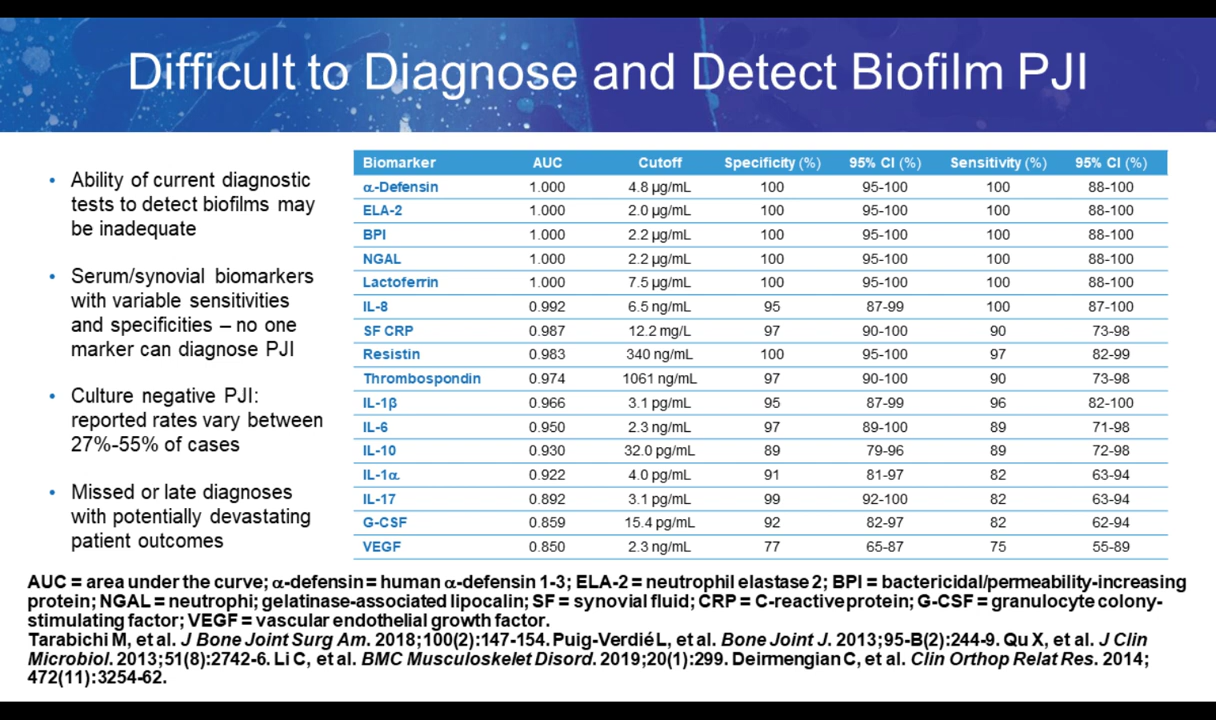 Difficult to Diagnose and Detect Biofilm PJI
• Ability of current diagnostic
tests to detect biofilms may
be inadequate
• Serum/synovial biomarkers
with variable sensitivities
and specificities – no one
marker can diagnose PJI
• Culture negative PJI:
reported rates vary between
27%-55% of cases
• Missed or late diagnoses
with potentially devastating
patient outcomes
Biomarker AUC Cutoff Specificity (%) 95% CI (%) Sensitivity (%) 95% CI (%)
α-Defensin 1.000 4.8 µg/mL 100 95-100 100 88-100
ELA-2 1.000 2.0 µg/mL 100 95-100 100 88-100
BPI 1.000 2.2 µg/mL 100 95-100 100 88-100
NGAL 1.000 2.2 µg/mL 100 95-100 100 88-100
Lactoferrin 1.000 7.5 µg/mL 100 95-100 100 88-100
IL-8 0.992 6.5 ng/mL 95 87-99 100 87-100
SF CRP 0.987 12.2 mg/L 97 90-100 90 73-98
Resistin 0.983 340 ng/mL 100 95-100 97 82-99
Thrombospondin 0.974 1061 ng/mL 97 90-100 90 73-98
IL-1β 0.966 3.1 pg/mL 95 87-99 96 82-100
IL-6 0.950 2.3 ng/mL 97 89-100 89 71-98
IL-10 0.930 32.0 pg/mL 89 79-96 89 72-98
IL-1α 0.922 4.0 pg/mL 91 81-97 82 63-94
IL-17 0.892 3.1 pg/mL 99 92-100 82 63-94
G-CSF 0.859 15.4 pg/mL 92 82-97 82 62-94
VEGF 0.850 2.3 ng/mL 77 65-87 75 55-89
AUC = area under the curve; α-defensin = human α-defensin 1-3; ELA-2 = neutrophil elastase 2; BPI = bactericidal/permeability-increasing
protein; NGAL = neutrophi; gelatinase-associated lipocalin; SF = synovial fluid; CRP = C-reactive protein; G-CSF = granulocyte colony-
stimulating factor; VEGF = vascular endothelial growth factor.
Tarabichi M, et al. J Bone Joint Surg Am. 2018;100(2):147-154. Puig-Verdié L, et al. Bone Joint J. 2013;95-B(2):244-9. Qu X, et al. J Clin
Microbiol. 2013;51(8):2742-6. Li C, et al. BMC Musculoskelet Disord. 2019;20(1):299. Deirmengian C, et al. Clin Orthop Relat Res. 2014;
472(11):3254-62.